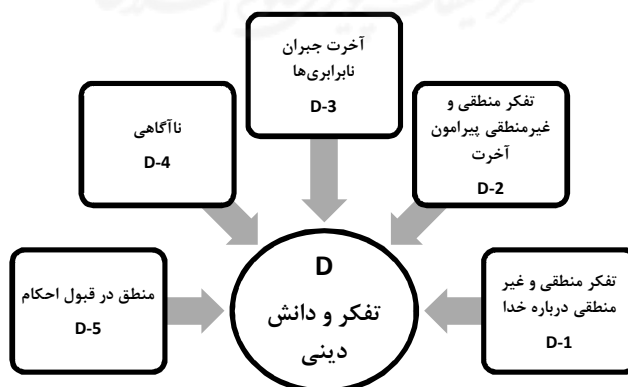 آخرت جبران
نابرابری‌ها
D-3
تفکر منطقی و
غیرمنطقی پیرامون
آخرت
D-2
ناآگاهی
D-4
تفکر منطقی و غیر
منطقی درباره خدا
D-1
D
تفکر و دانش
دینی
منطق در قبول احکام
D-5